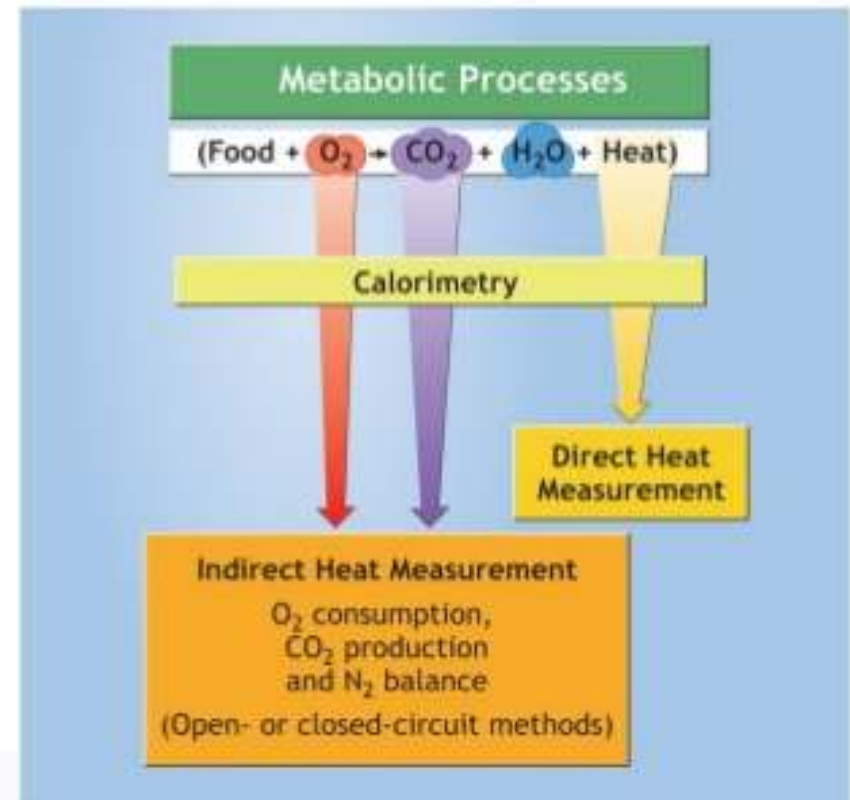 Metabolic Processes
(Food + O₂ → CO₂ + H₂O + Heat)
Calorimetry
Direct Heat
Measurement
Indirect Heat Measurement
O₂ consumption,
CO₂ production
and N₂ balance
(Open- or closed-circuit methods)